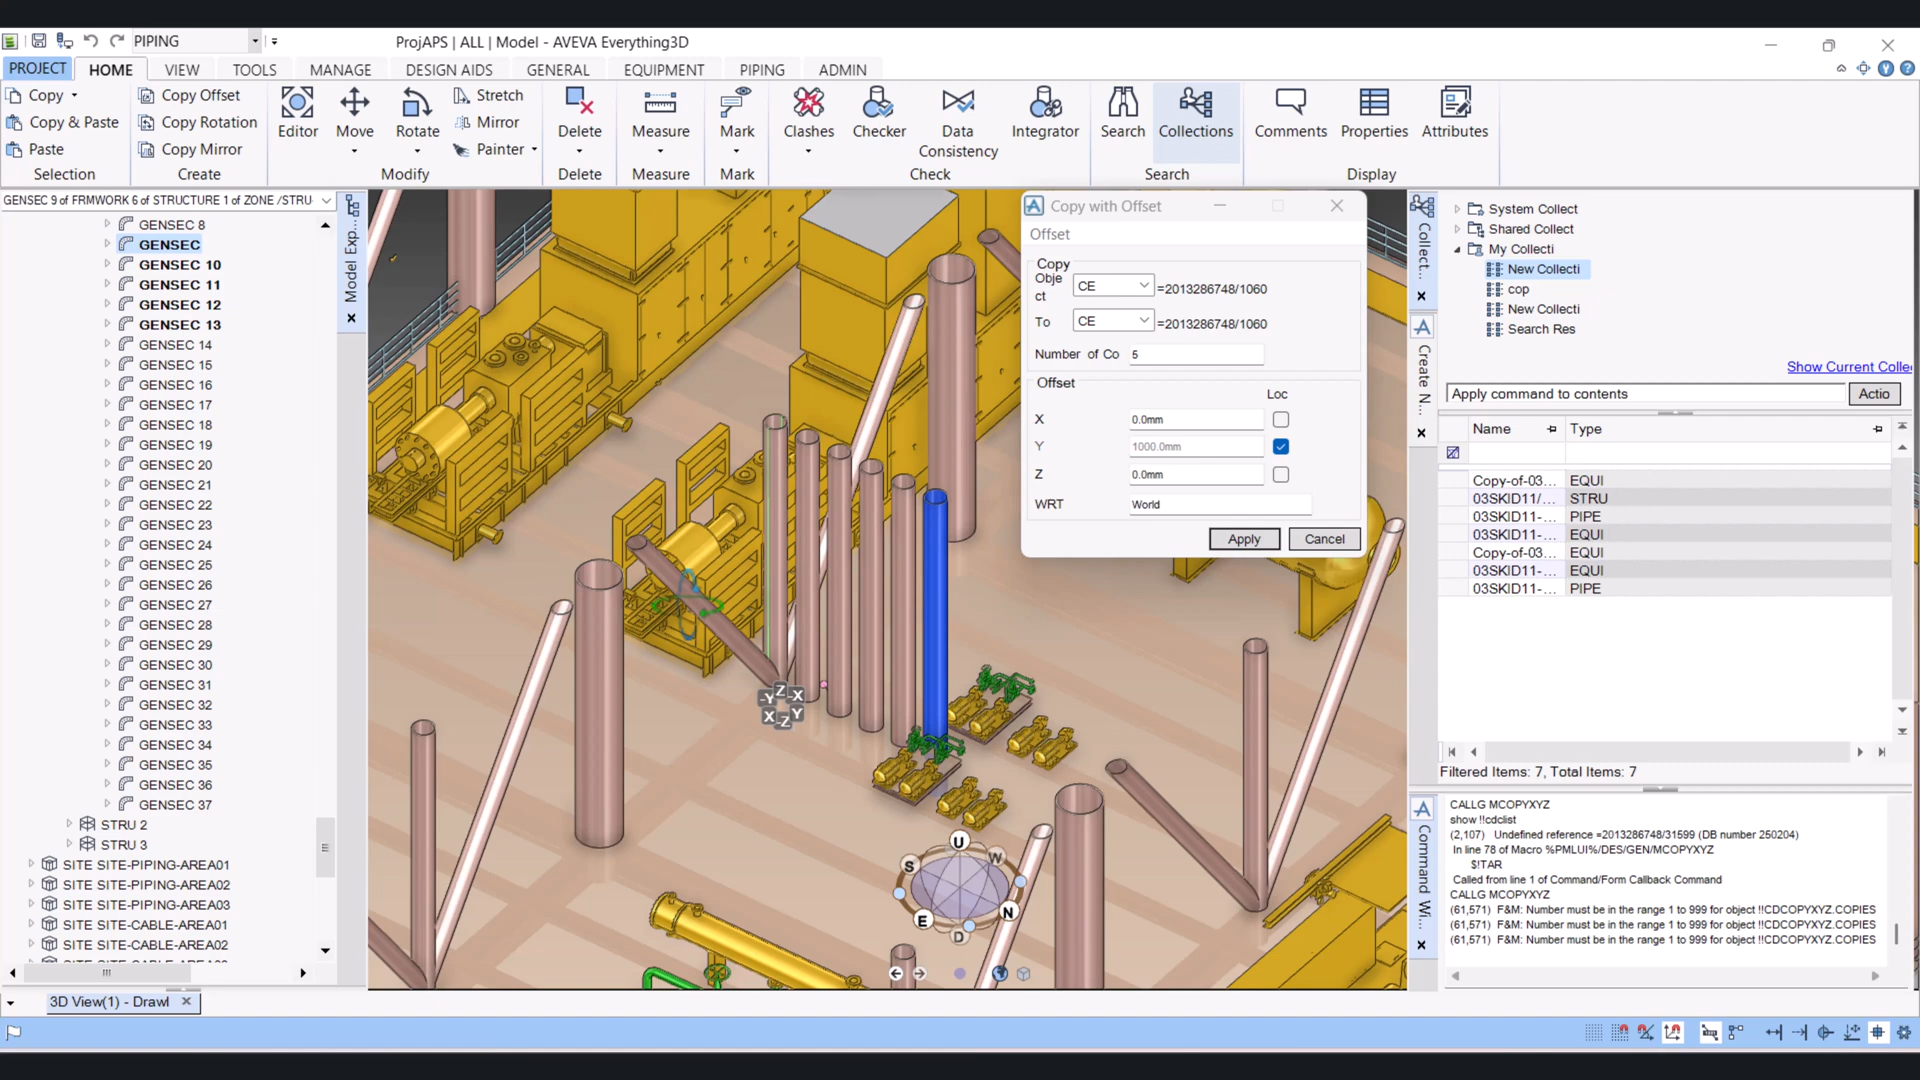 PIPING
ProjAPS | ALL | Model - AVEVA Everything3D
PROJECT HOME VIEW TOOLS MANAGE DESIGN AIDS GENERAL EQUIPMENT PIPING ADMIN
Copy
Copy & Paste
Paste
Selection
Copy Offset
Copy Rotation
Copy Mirror
Create
Editor
Move
Rotate
Stretch
Mirror
Painter
Modify
Delete
Delete
Measure
Measure
Mark
Mark
Clashes
Checker
Data
Consistency
Integrator
Check
Search
Collections
Search
Comments
Properties
Attributes
Display
GENSEC 9 of FRMWORK 6 of STRUCTURE 1 of ZONE /STRU-
GENSEC 8
GENSEC
GENSEC 10
GENSEC 11
GENSEC 12
GENSEC 13
GENSEC 14
GENSEC 15
GENSEC 16
GENSEC 17
GENSEC 18
GENSEC 19
GENSEC 20
GENSEC 21
GENSEC 22
GENSEC 23
GENSEC 24
GENSEC 25
GENSEC 26
GENSEC 27
GENSEC 28
GENSEC 29
GENSEC 30
GENSEC 31
GENSEC 32
GENSEC 33
GENSEC 34
GENSEC 35
GENSEC 36
GENSEC 37
STRU 2
STRU 3
SITE SITE-PIPING-AREA01
SITE SITE-PIPING-AREA02
SITE SITE-PIPING-AREA03
SITE SITE-CABLE-AREA01
SITE SITE-CABLE-AREA02
Model Exp...
Copy with Offset
Offset
Copy
Obje
ct
CE
=2013286748/1060
To
CE
=2013286748/1060
Number of Co
5
Offset
Loc
X
0.0mm
Y
1000.0mm
Z
0.0mm
WRT
World
Apply
Cancel
-Y Z -X
X -Z Y
U
W
S
N
E
D
Collect...
Create N...
Command Wi...
System Collect
Shared Collect
My Collecti
New Collecti
cop
New Collecti
Search Res
Show Current Colle
Apply command to contents
Actio
Name
Type
Copy-of-03... EQUI
03SKID11/... STRU
03SKID11-... PIPE
03SKID11-... EQUI
Copy-of-03... EQUI
03SKID11-... EQUI
03SKID11-... PIPE
Filtered Items: 7, Total Items: 7
CALLG MCOPYXYZ
show !!cdclist
(2,107) Undefined reference =2013286748/31599 (DB number 250204)
In line 78 of Macro %PMLUI%/DES/GEN/MCOPYXYZ
$!TAR
Called from line 1 of Command/Form Callback Command
CALLG MCOPYXYZ
(61,571) F&M: Number must be in the range 1 to 999 for object !!CDCOPYXYZ.COPIES
(61,571) F&M: Number must be in the range 1 to 999 for object !!CDCOPYXYZ.COPIES
(61,571) F&M: Number must be in the range 1 to 999 for object !!CDCOPYXYZ.COPIES
3D View(1) - Drawl